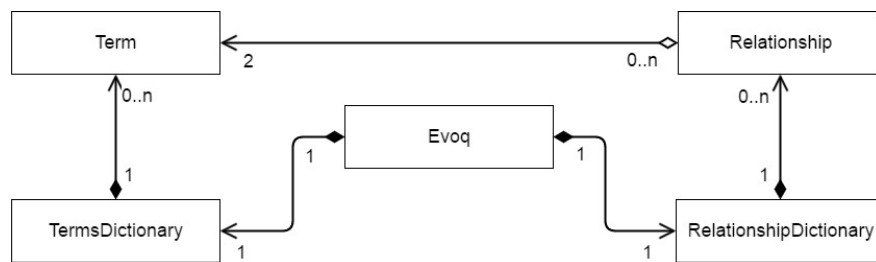 Term
Relationship
2
0..n
0..n
0..n
Evoq
1
1
1
1
TermsDictionary
RelationshipDictionary
1
1